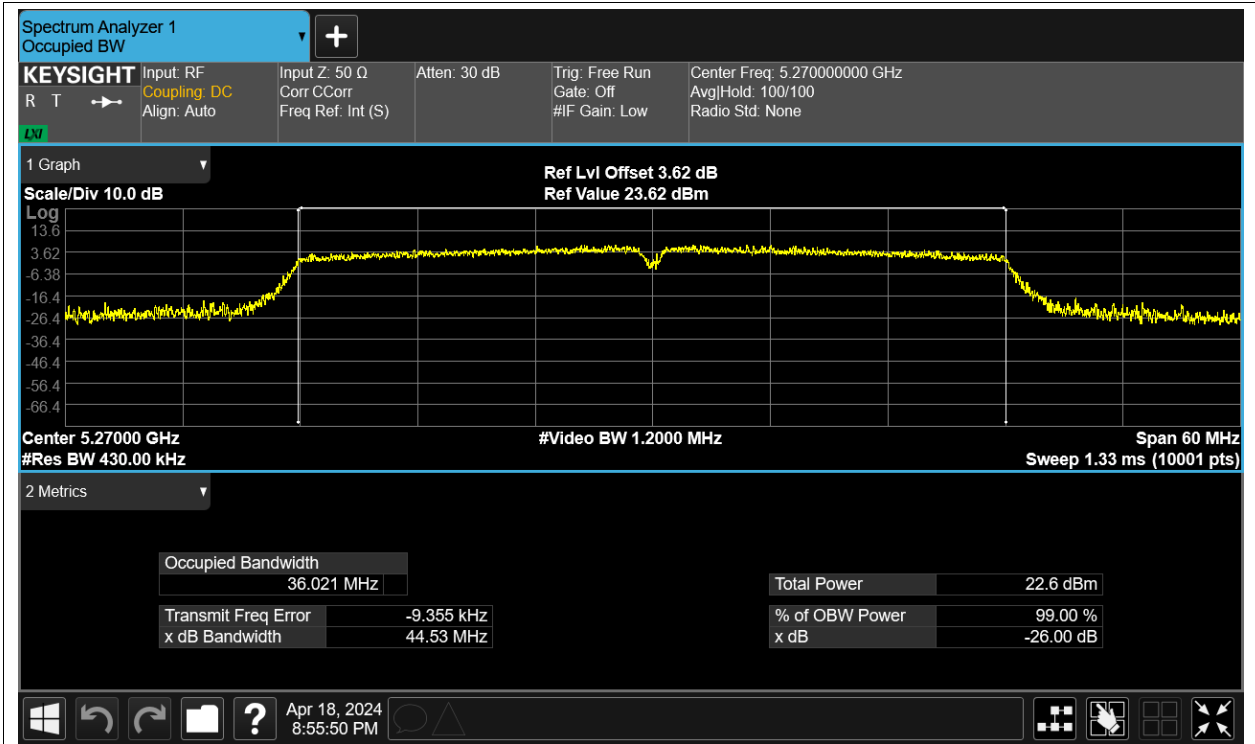 Spectrum Analyzer 1
Occupied BW
▼
+
KEYSIGHT Input: RF Input Z: 50 Ω Atten: 30 dB Trig: Free Run Center Freq: 5.270000000 GHz
R T Coupling: DC Corr CCorr Gate: Off Avg|Hold: 100/100
Align: Auto Freq Ref: Int (S) #IF Gain: Low Radio Std: None
LXI
1 Graph ▼
Ref Lvl Offset 3.62 dB
Scale/Div 10.0 dB Ref Value 23.62 dBm
Log
13.6
3.62
-6.38
-16.4
-26.4
-36.4
-46.4
-56.4
-66.4
Center 5.27000 GHz #Video BW 1.2000 MHz Span 60 MHz
#Res BW 430.00 kHz Sweep 1.33 ms (10001 pts)
2 Metrics ▼
Occupied Bandwidth
36.021 MHz Total Power 22.6 dBm
Transmit Freq Error -9.355 kHz % of OBW Power 99.00 %
x dB Bandwidth 44.53 MHz x dB -26.00 dB
? Apr 18, 2024
8:55:50 PM